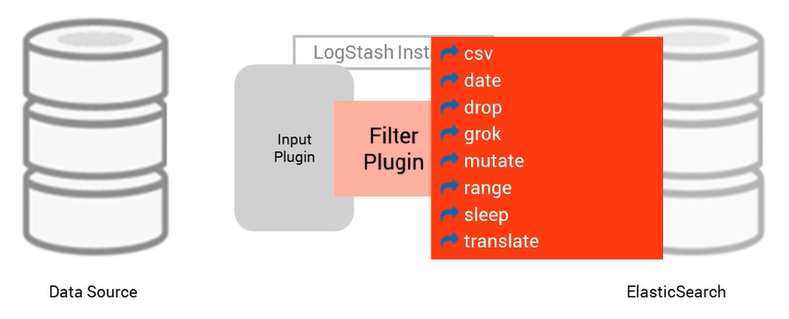 LogStash Inst
csv
date
drop
grok
mutate
range
sleep
translate
Input
Plugin
Filter
Plugin
Data Source
ElasticSearch